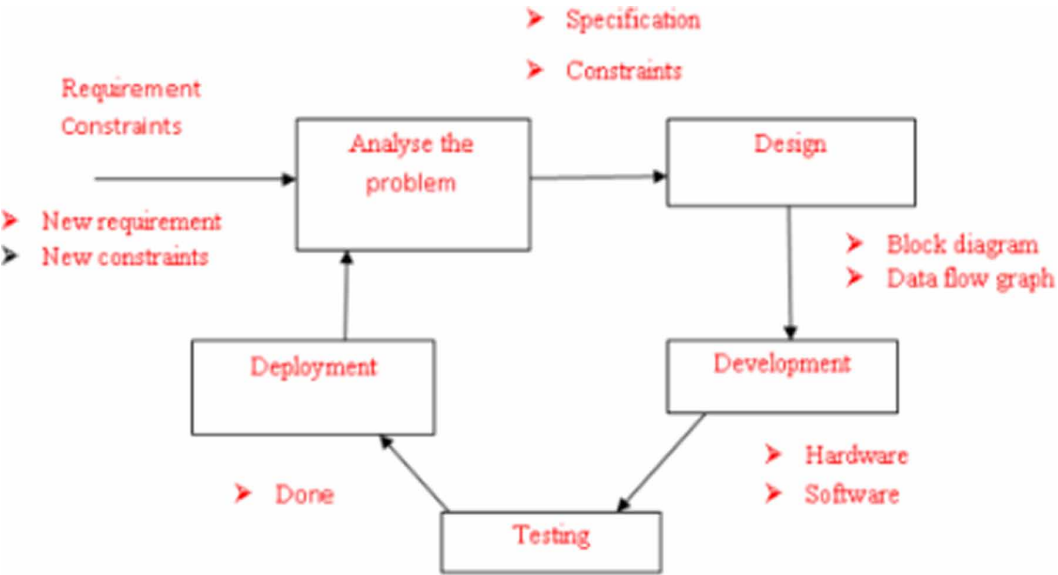 Specification
Constraints
Requirement
Constraints
Analyse the
problem
Design
New requirement
New constraints
Block diagram
Data flow graph
Deployment
Development
Hardware
Software
Done
Testing